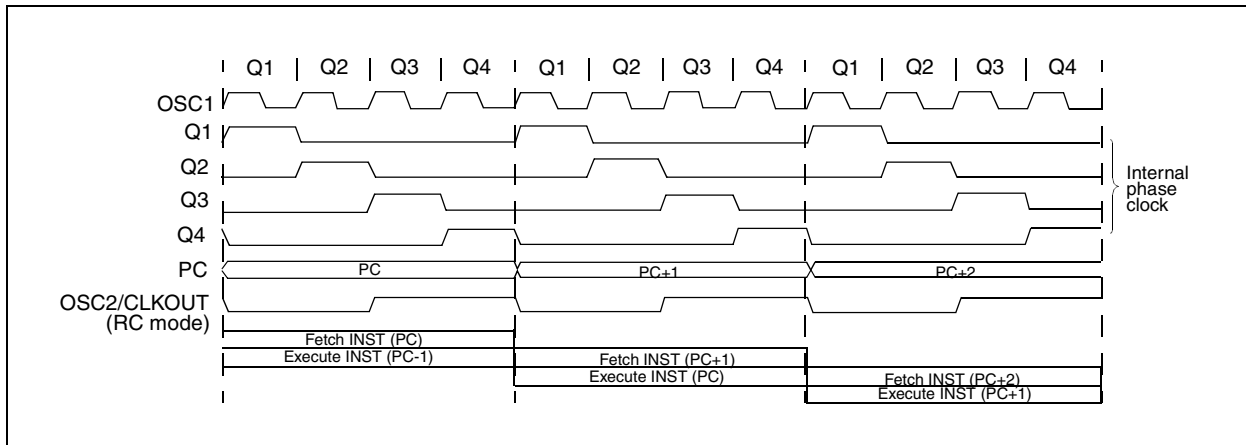 Q1 Q2 Q3 Q4 Q1 Q2 Q3 Q4 Q1 Q2 Q3 Q4
OSC1
Q1
Q2
Q3
Q4
Internal
phase
clock
PC
PC
PC+1
PC+2
OSC2/CLKOUT
(RC mode)
Fetch INST (PC)
Execute INST (PC-1)
Fetch INST (PC+1)
Execute INST (PC)
Fetch INST (PC+2)
Execute INST (PC+1)